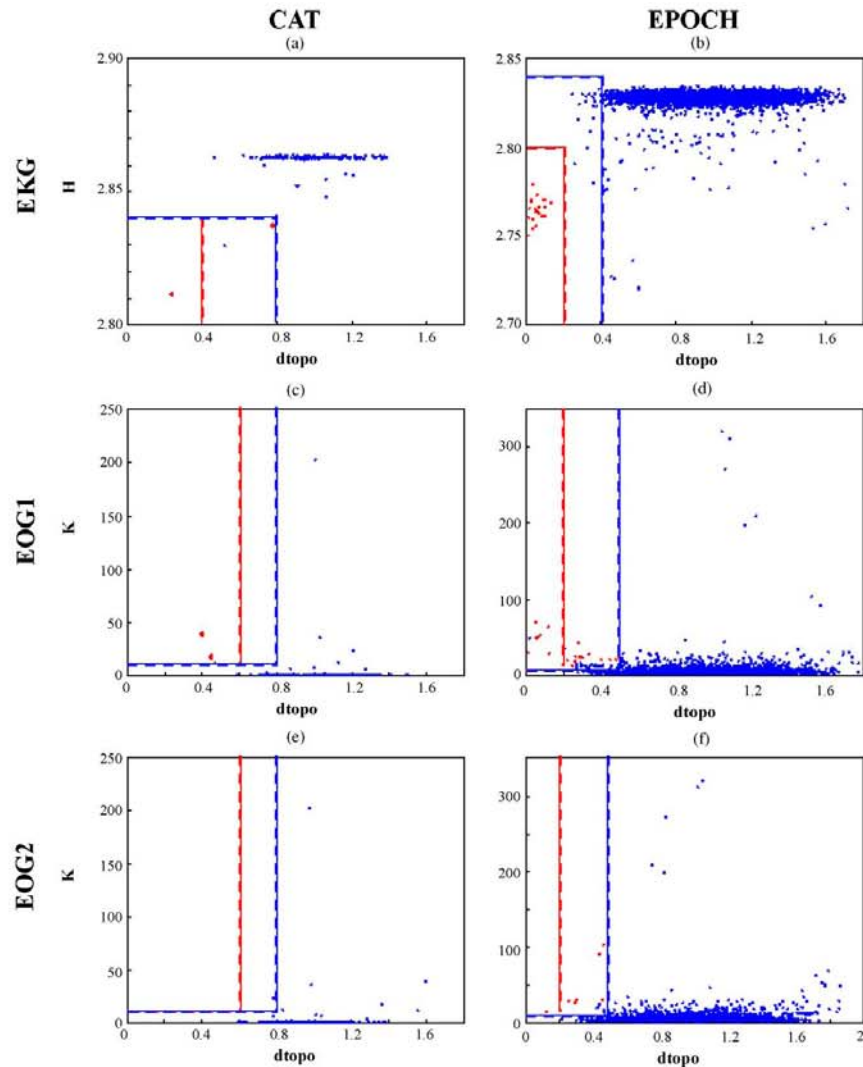 CAT EPOCH
(a) (b)
2.90 2.85
2.85 2.80
2.80 2.75
2.70
EKG H
0.4 0.8 1.2 1.6 0 0.4 0.8 1.2 1.6
0
dtopo dtopo
(c) (d)
250 300
200 200
150 100
100 0
50
0
EOG1 K
0 0.4 0.8 1.2 1.6 0 0.4 0.8 1.2 1.6
dtopo dtopo
(e) (f)
250 300
200 200
150 100
100 0
50
0
EOG2 K
0 0.4 0.8 1.2 1.6 0 0.4 0.8 1.2 1.6 2
dtopo dtopo